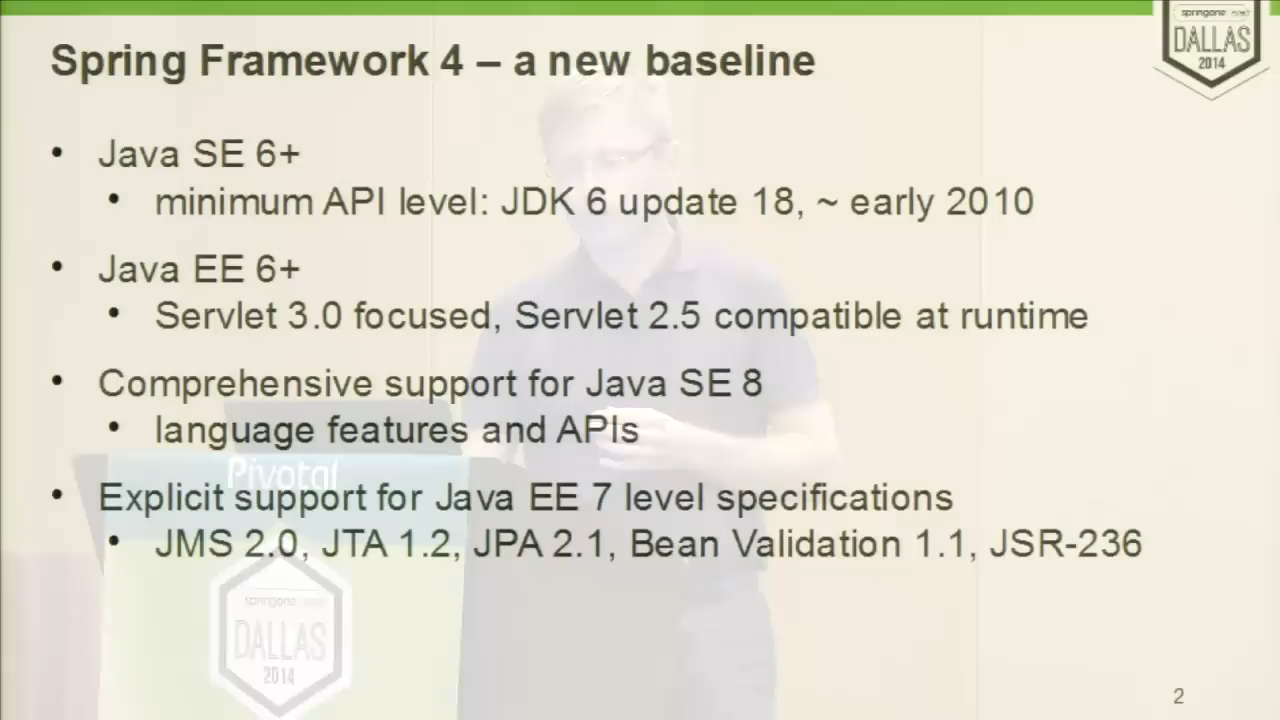 Spring Framework 4 – a new baseline
springone
DALLAS
2014
• Java SE 6+
• minimum API level: JDK 6 update 18, ~ early 2010
• Java EE 6+
• Servlet 3.0 focused, Servlet 2.5 compatible at runtime
• Comprehensive support for Java SE 8
• language features and APIs
Pivotal
• Explicit support for Java EE 7 level specifications
• JMS 2.0, JTA 1.2, JPA 2.1, Bean Validation 1.1, JSR-236
springone
DALLAS
2014
2